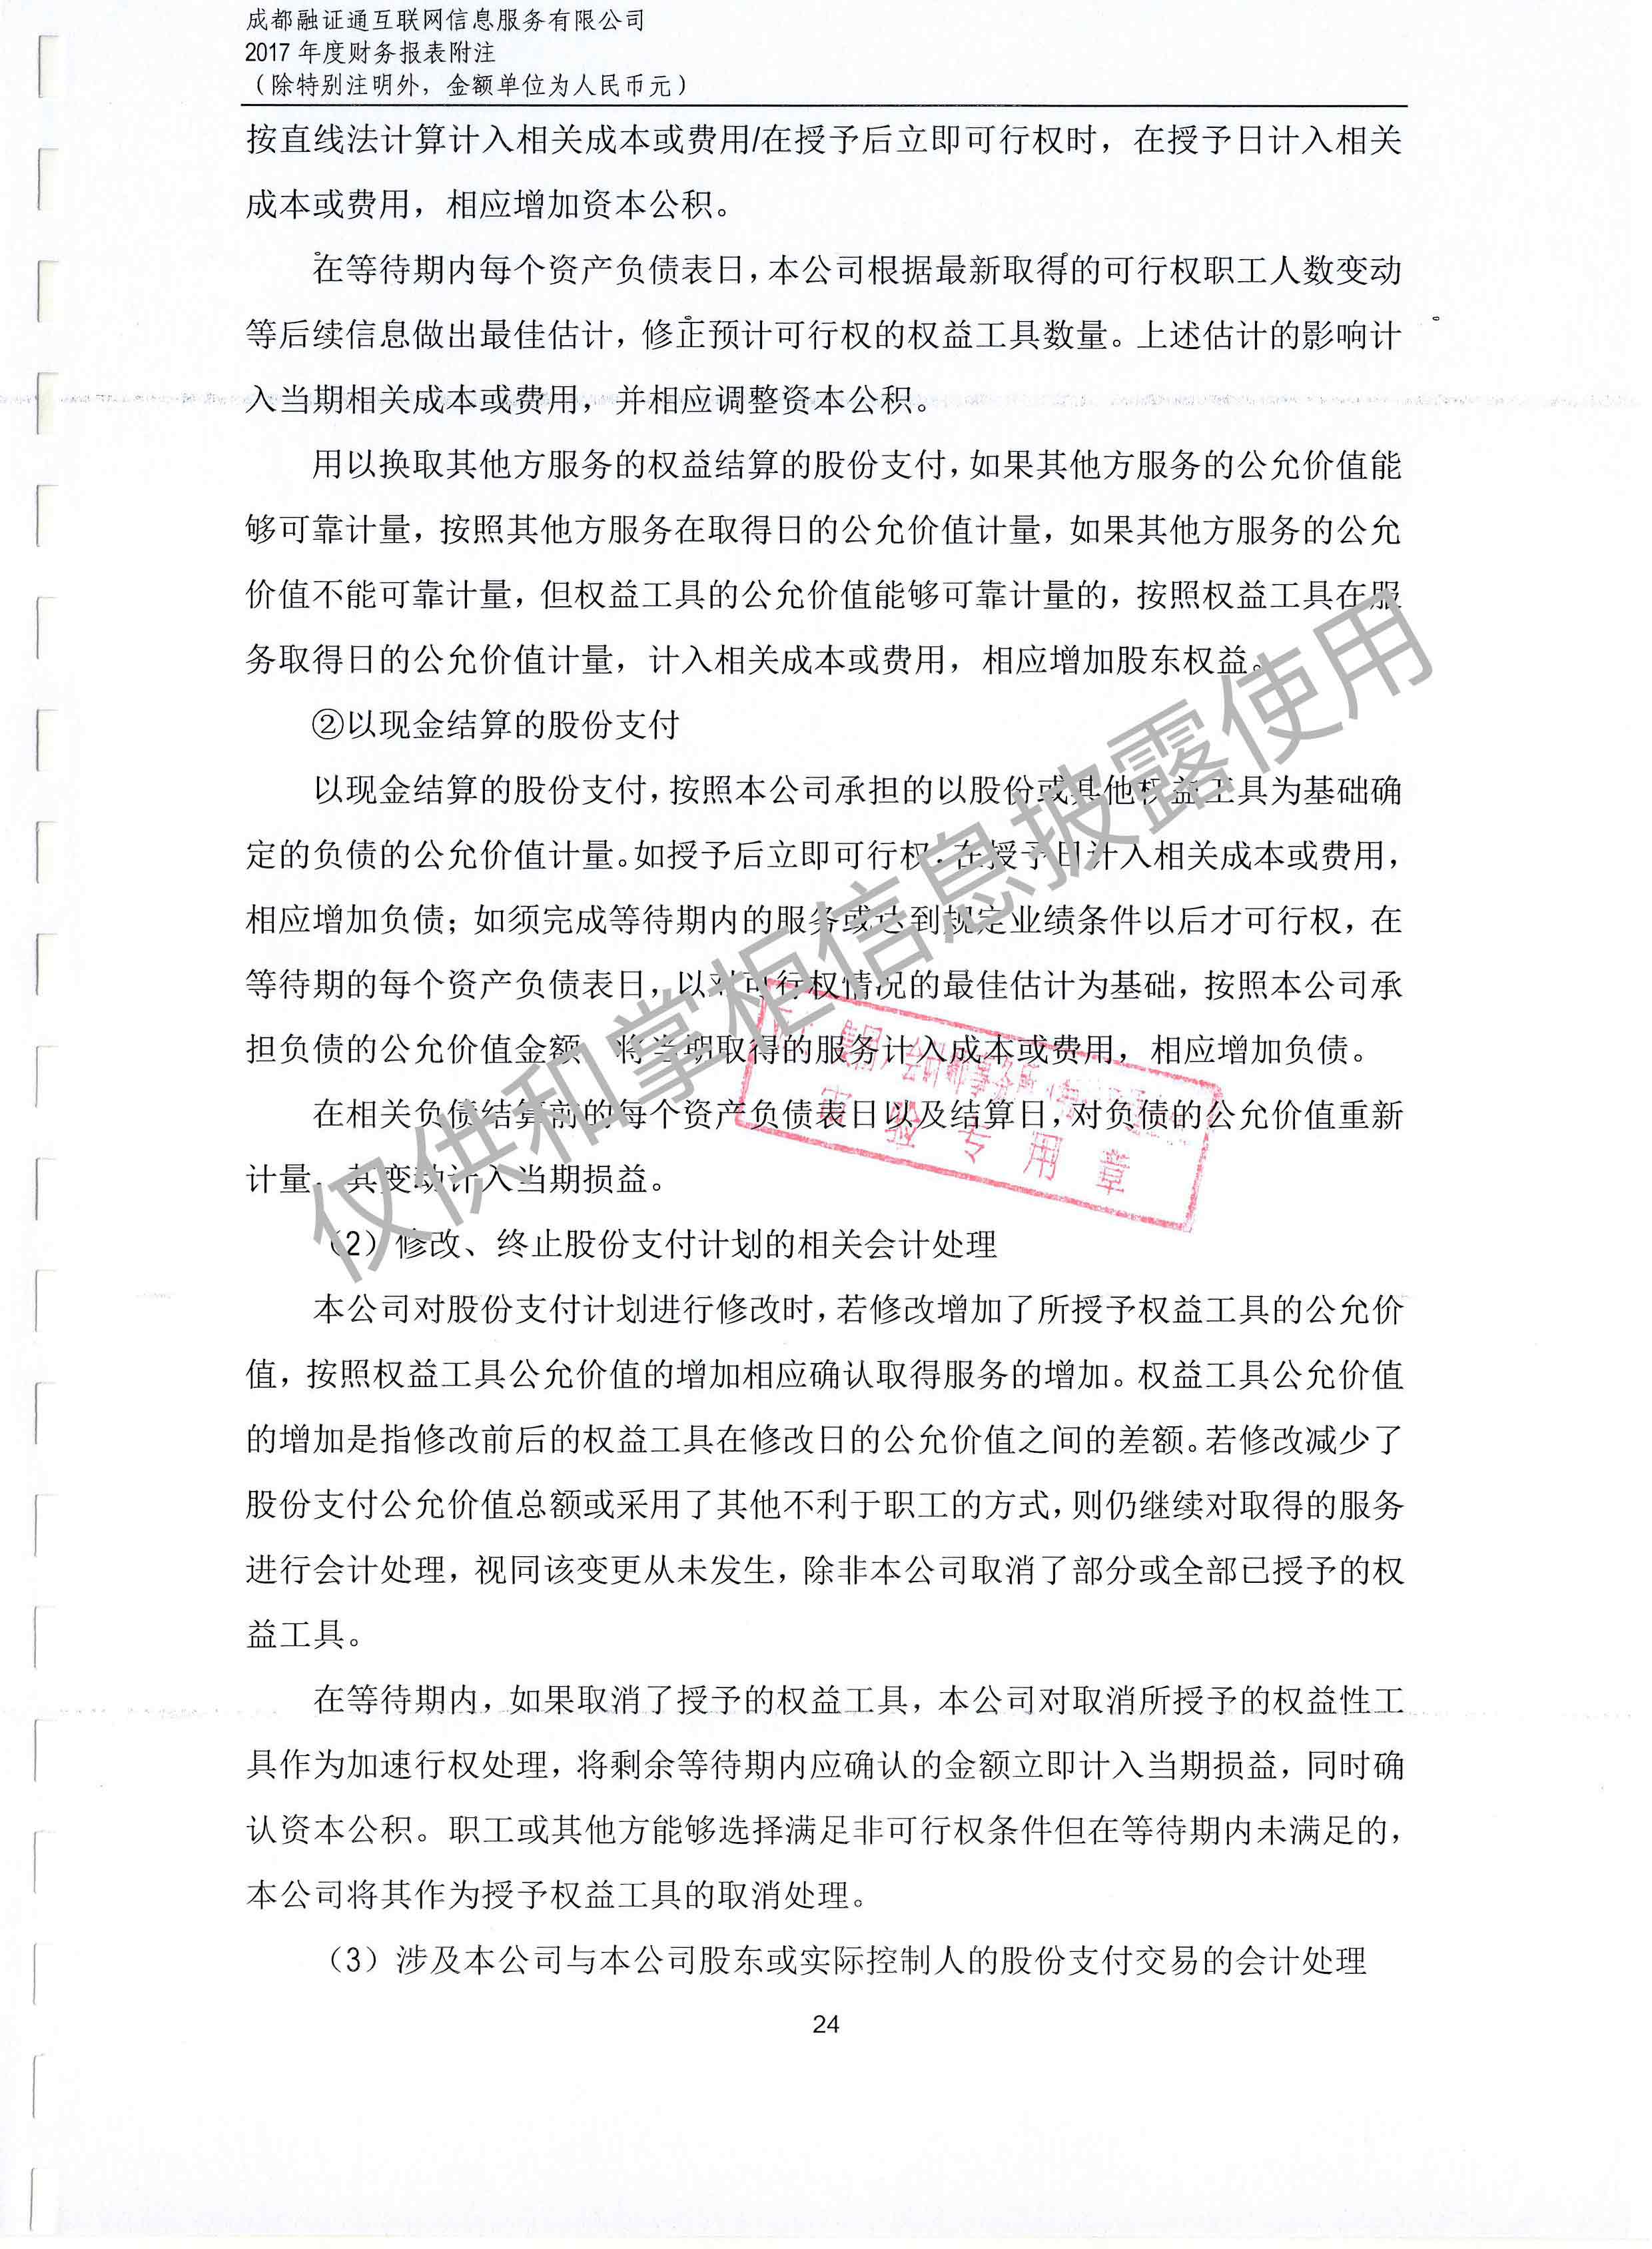 成都融证通互联网信息服务有限公司
2017 年度财务报表附注
（除特别注明外，金额单位为人民币元）
按直线法计算计入相关成本或费用/在授予后立即可行权时，在授予日计入相关
成本或费用，相应增加资本公积。
在等待期内每个资产负债表日，本公司根据最新取得的可行权职工人数变动
等后续信息做出最佳估计，修正预计可行权的权益工具数量。上述估计的影响计
入当期相关成本或费用，并相应调整资本公积。
用以换取其他方服务的权益结算的股份支付，如果其他方服务的公允价值能
够可靠计量，按照其他方服务在取得日的公允价值计量，如果其他方服务的公允
价值不能可靠计量，但权益工具的公允价值能够可靠计量的，按照权益工具在服
务取得日的公允价值计量，计入相关成本或费用，相应增加股东权益。
②以现金结算的股份支付
以现金结算的股份支付，按照本公司承担的以股份或其他权益工具为基础确
定的负债的公允价值计量。如授予后立即可行权，在授予日计入相关成本或费用，
相应增加负债；如须完成等待期内的服务或达到规定业绩条件以后才可行权，在
等待期的每个资产负债表日，以对可行权情况的最佳估计为基础，按照本公司承
担负债的公允价值金额，将当期取得的服务计入成本或费用，相应增加负债。
在相关负债结算前的每个资产负债表日以及结算日，对负债的公允价值重新
计量，其变动计入当期损益。
（2）修改、终止股份支付计划的相关会计处理
本公司对股份支付计划进行修改时，若修改增加了所授予权益工具的公允价
值，按照权益工具公允价值的增加相应确认取得服务的增加。权益工具公允价值
的增加是指修改前后的权益工具在修改日的公允价值之间的差额。若修改减少了
股份支付公允价值总额或采用了其他不利于职工的方式，则仍继续对取得的服务
进行会计处理，视同该变更从未发生，除非本公司取消了部分或全部已授予的权
益工具。
在等待期内，如果取消了授予的权益工具，本公司对取消所授予的权益性工
具作为加速行权处理，将剩余等待期内应确认的金额立即计入当期损益，同时确
认资本公积。职工或其他方能够选择满足非可行权条件但在等待期内未满足的，
本公司将其作为授予权益工具的取消处理。
（3）涉及本公司与本公司股东或实际控制人的股份支付交易的会计处理
24
仅供和掌柜信息披露使用
专用章